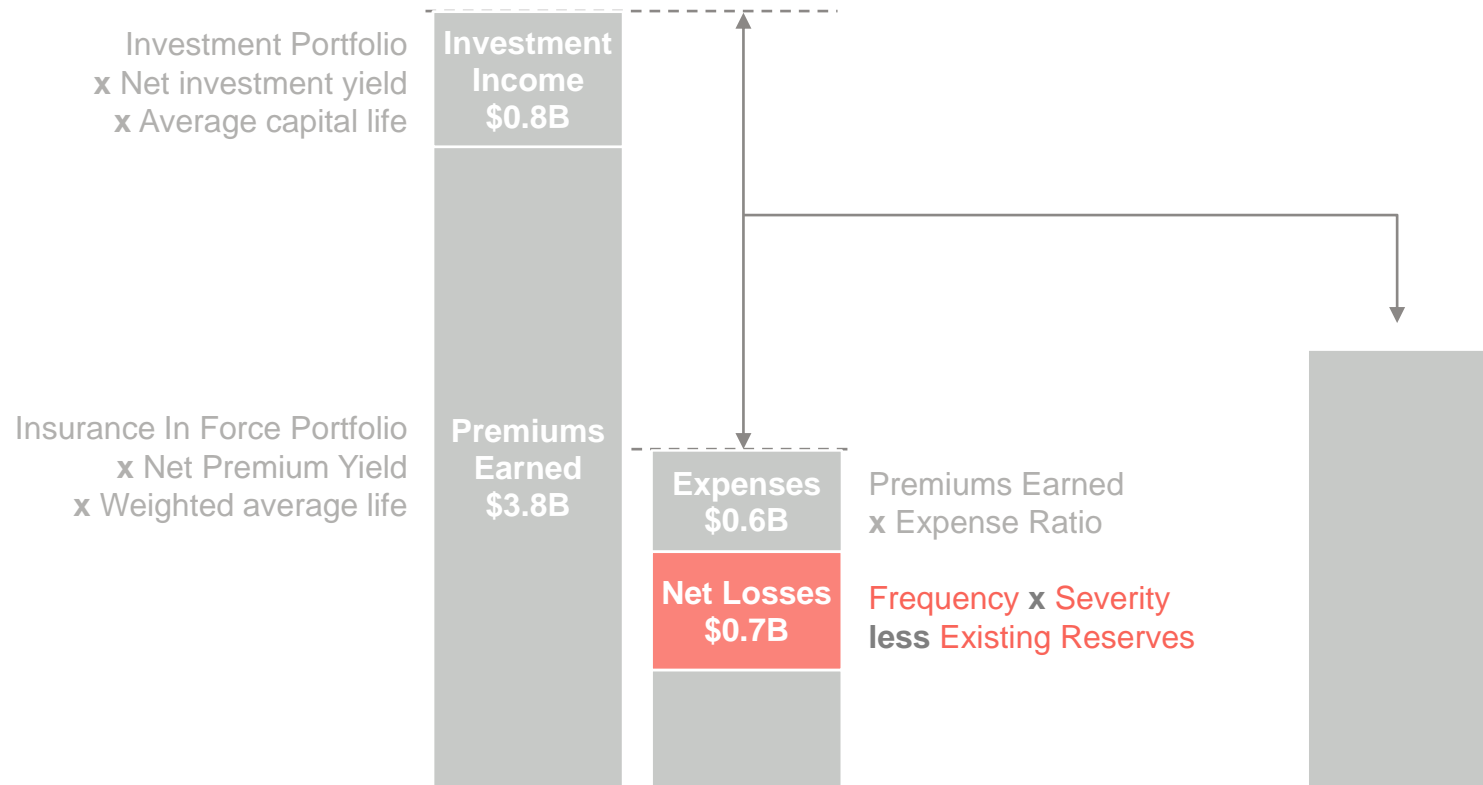 Investment Portfolio
x Net investment yield
x Average capital life
Investment
Income
$0.8B
Insurance In Force Portfolio
x Net Premium Yield
x Weighted average life
Premiums
Earned
$3.8B
Expenses
$0.6B
Premiums Earned
x Expense Ratio
Net Losses
$0.7B
Frequency x Severity
less Existing Reserves